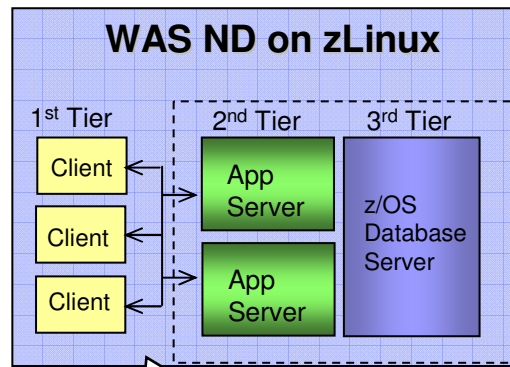 WAS ND on zLinux
1st Tier
2nd Tier
3rd Tier
Client
Client
Client
App
Server
App
Server
z/OS
Database
Server